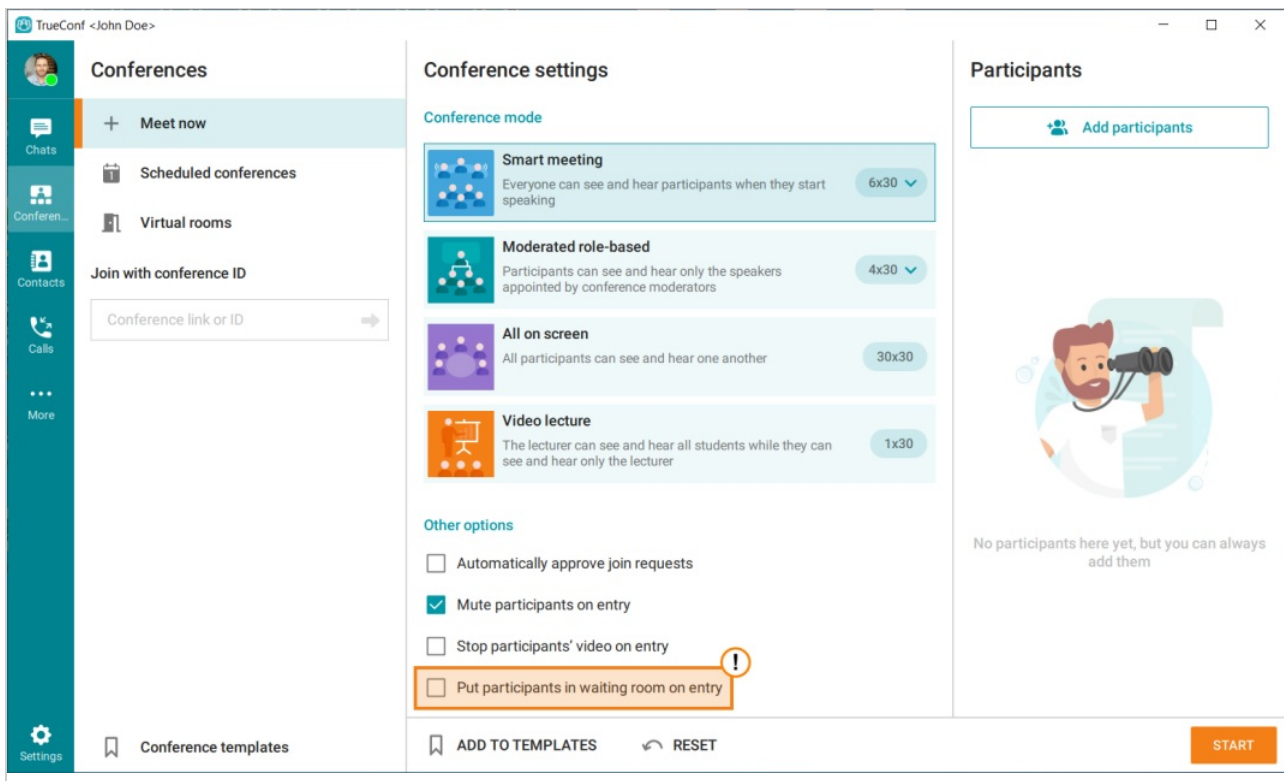 TrueConf <John Doe>
Chats
Conferen...
Contacts
Calls
More
Settings
Conferences
Meet now
1
Scheduled conferences
Virtual rooms
Join with conference ID
Conference link or ID
Conference templates
Conference settings
Conference mode
Smart meeting
Everyone can see and hear participants when they start
speaking
6x30
Moderated role-based
Participants can see and hear only the speakers
appointed by conference moderators
4x30
All on screen
All participants can see and hear one another
30x30
Video lecture
The lecturer can see and hear all students while they can
see and hear only the lecturer
1x30
Other options
Automatically approve join requests
Mute participants on entry
Stop participants' video on entry
!
Put participants in waiting room on entry
ADD TO TEMPLATES
RESET
Participants
Add participants
No participants here yet, but you can always
add them
START